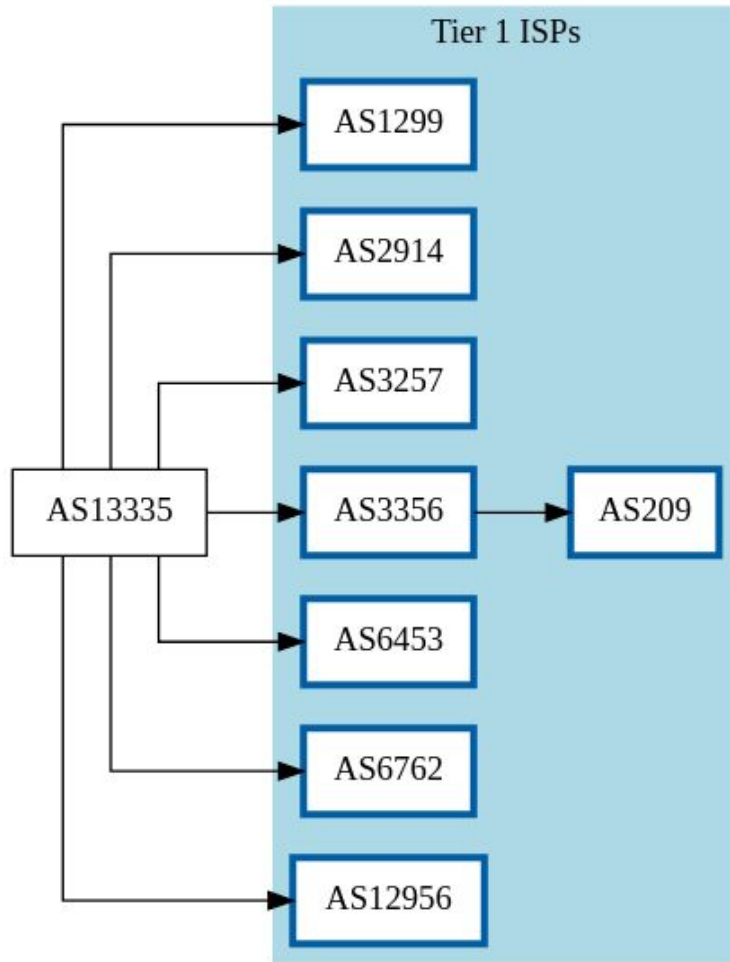 Tier 1 ISPs
AS1299
AS2914
AS3257
AS13335
AS3356
AS209
AS6453
AS6762
AS12956